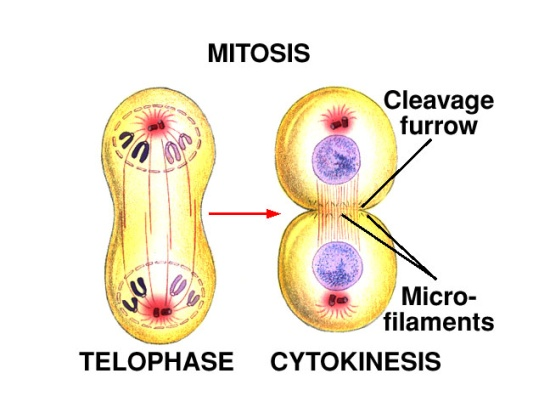 MITOSIS
Cleavage
furrow
Micro-
filaments
TELOPHASE
CYTOKINESIS